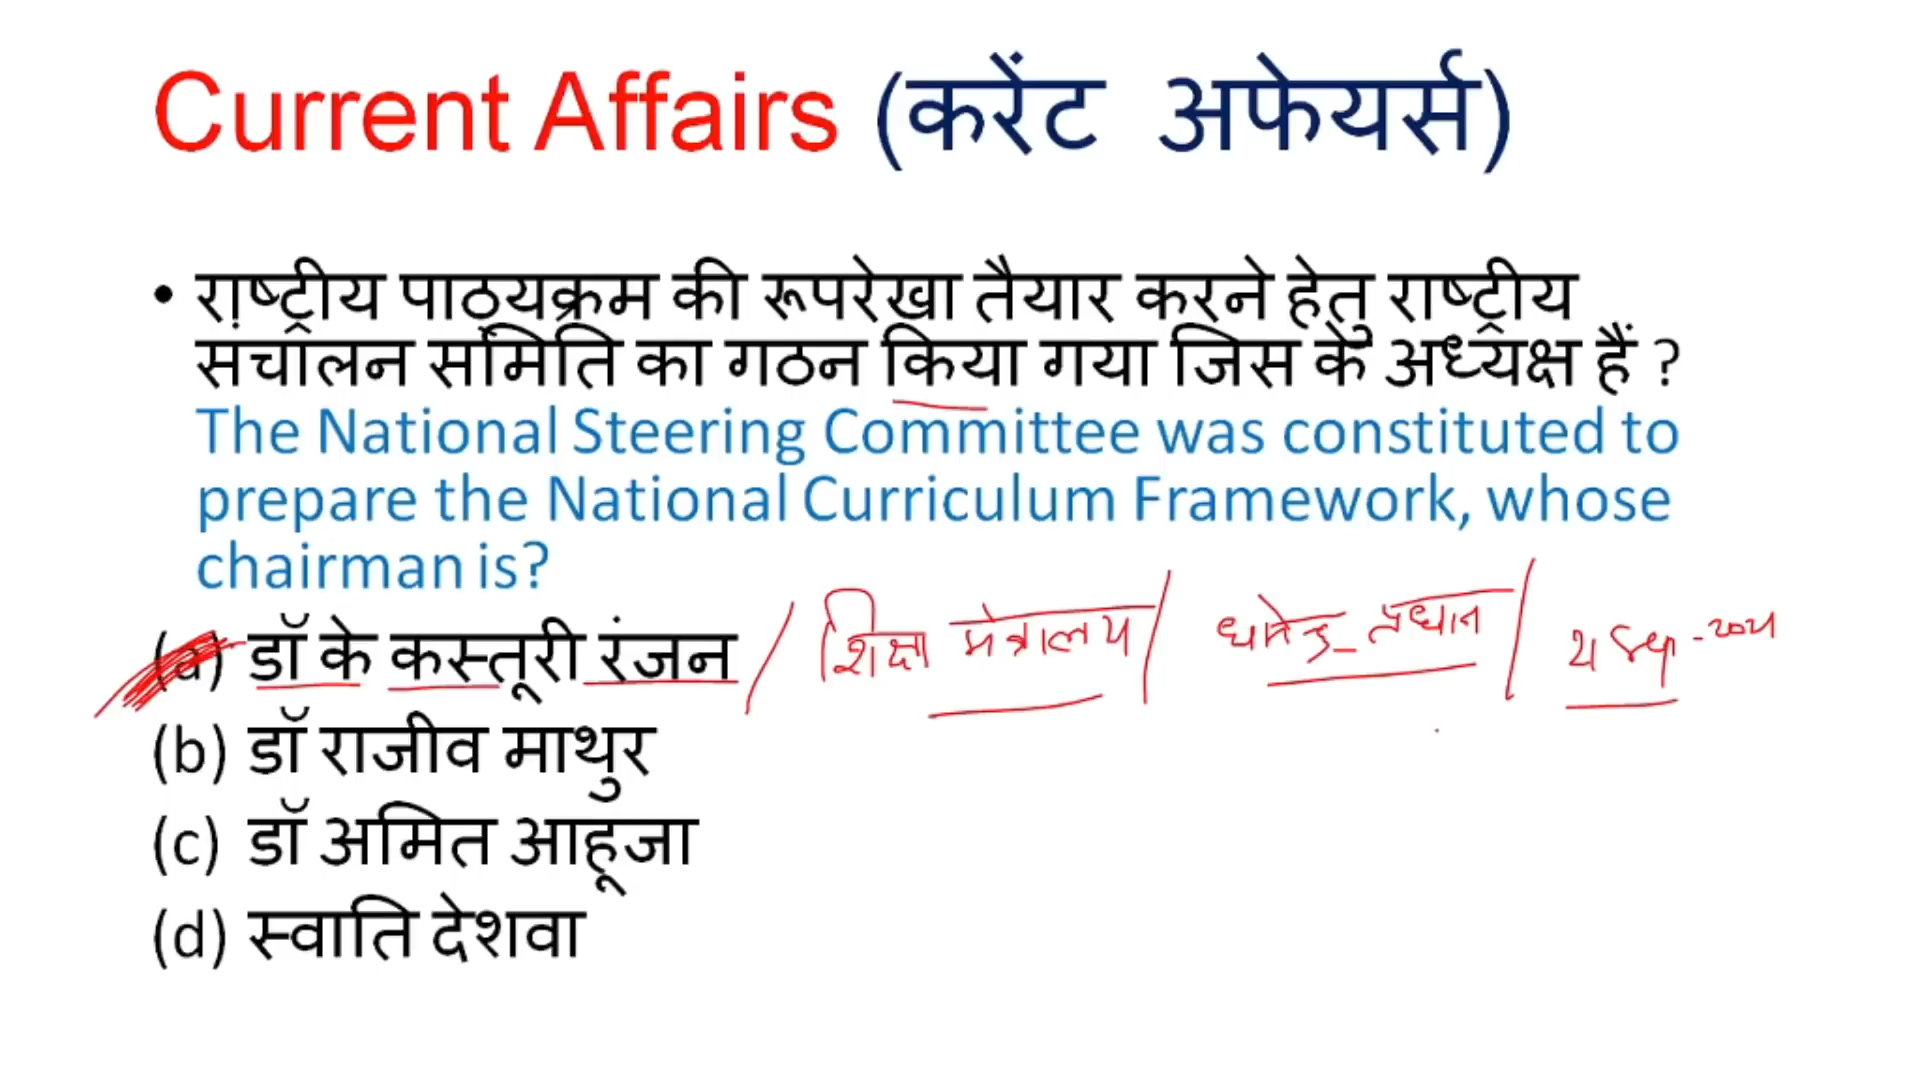 Current Affairs (करेंट अफेयर्स)
• राष्ट्रीय पाठ्यक्रम की रूपरेखा तैयार करने हेतु राष्ट्रीय
संचालन समिति का गठन किया गया जिस के अध्यक्ष हैं ?
The National Steering Committee was constituted to
prepare the National Curriculum Framework, whose
chairman is?
(a) डॉ के कस्तूरी रंजन / शिक्षा मंत्रालय / धर्मेंद्र प्रधान / 21 Sep - 2021
(b) डॉ राजीव माथुर
(c) डॉ अमित आहूजा
(d) स्वाति देशवा